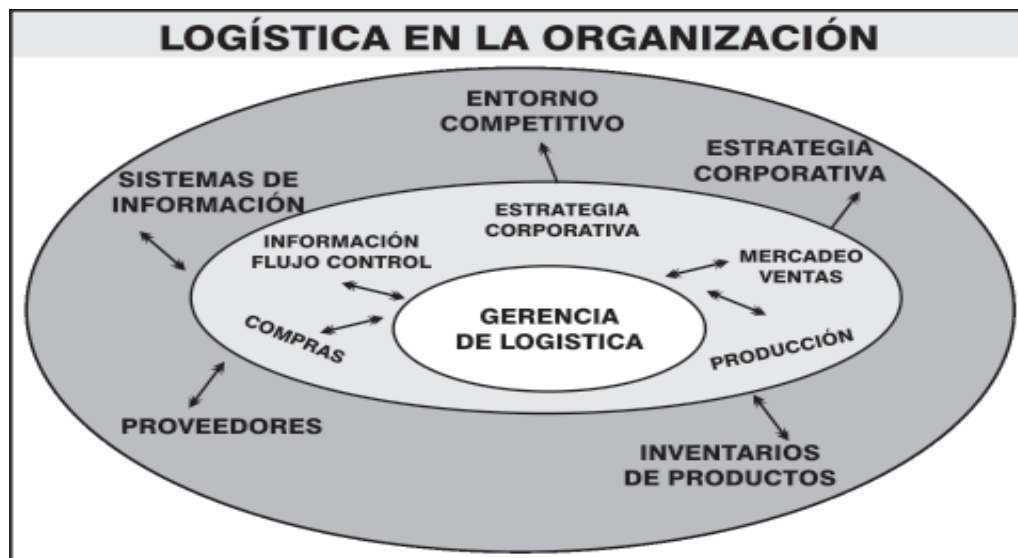 LOGÍSTICA EN LA ORGANIZACIÓN
ENTORNO
COMPETITIVO
ESTRATEGIA
CORPORATIVA
SISTEMAS DE
INFORMACIÓN
ESTRATEGIA
CORPORATIVA
INFORMACIÓN
FLUJO CONTROL
MERCADEO
VENTAS
GERENCIA
DE LOGISTICA
COMPRAS
PRODUCCIÓN
PROVEEDORES
INVENTARIOS
DE PRODUCTOS